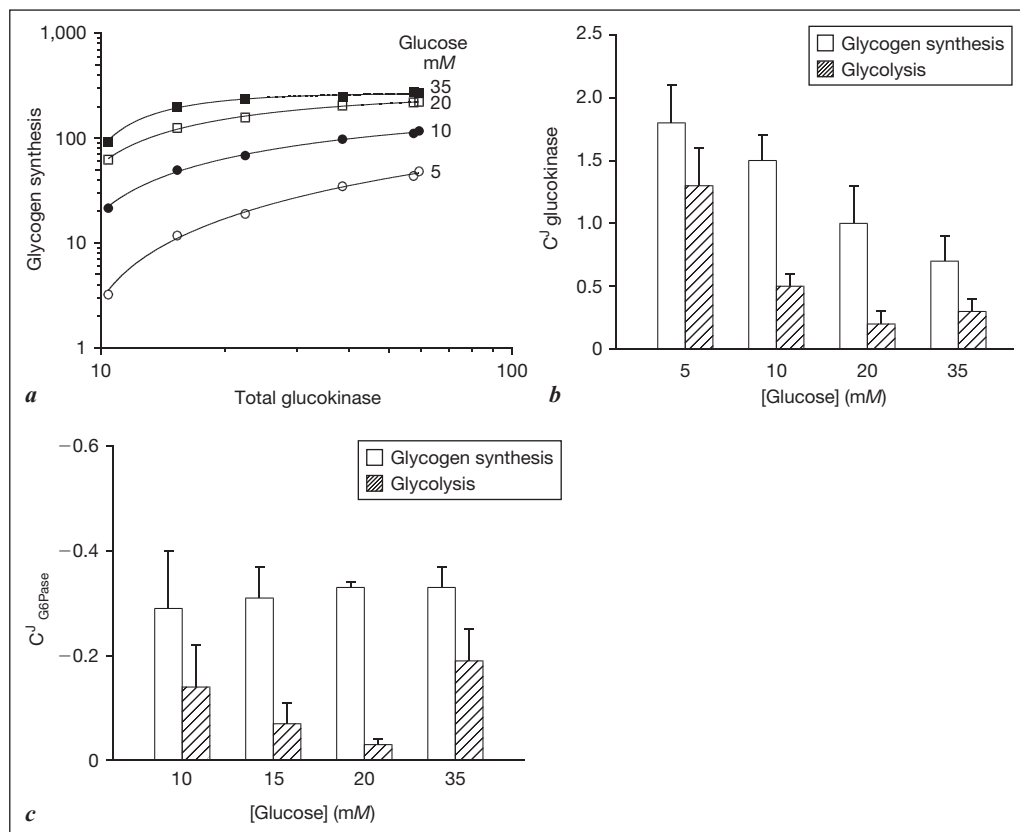 Glycogen synthesis
1,000
100
10
1
Glucose
mM
35
20
10
5
10
100
Total glucokinase
a
C^J glucokinase
2.5
2.0
1.5
1.0
0.5
0
Glycogen synthesis
Glycolysis
5
10
20
35
[Glucose] (mM)
b
C^J G6Pase
−0.6
−0.4
−0.2
0
Glycogen synthesis
Glycolysis
10
15
20
35
[Glucose] (mM)
c